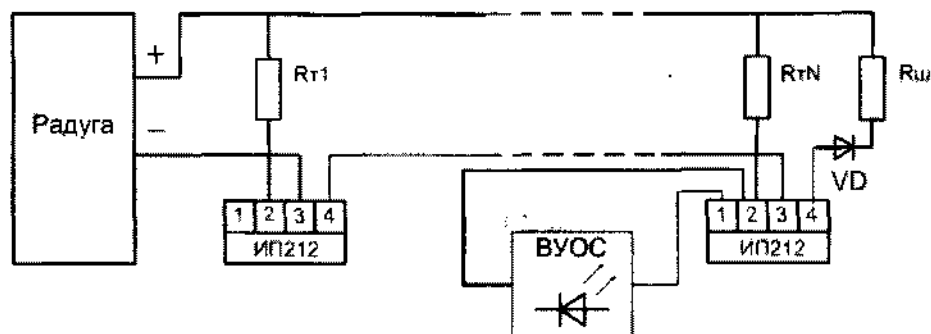 +
Rт1
RтN
Rш
Радуга
−
VD
1 2 3 4
ИП212
1 2 3 4
ИП212
ВУОС